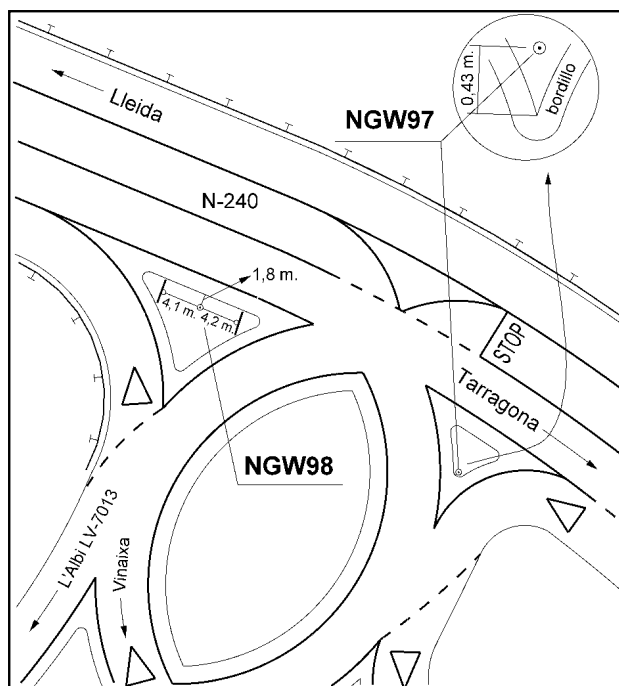 0,43 m.
bordillo
NGW97
Lleida
N-240
1,8 m.
4,1 m.
4,2 m.
STOP
Tarragona
NGW98
L'Albi LV-7013
Vinaixa